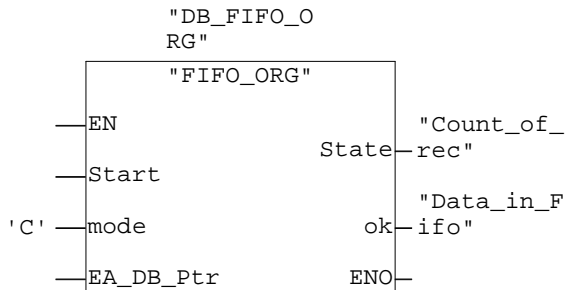 "DB_FIFO_O
RG"
"FIFO_ORG"
EN
"Count_of_
State rec"
Start
"Data_in_F
'C' mode ok ifo"
EA_DB_Ptr ENO